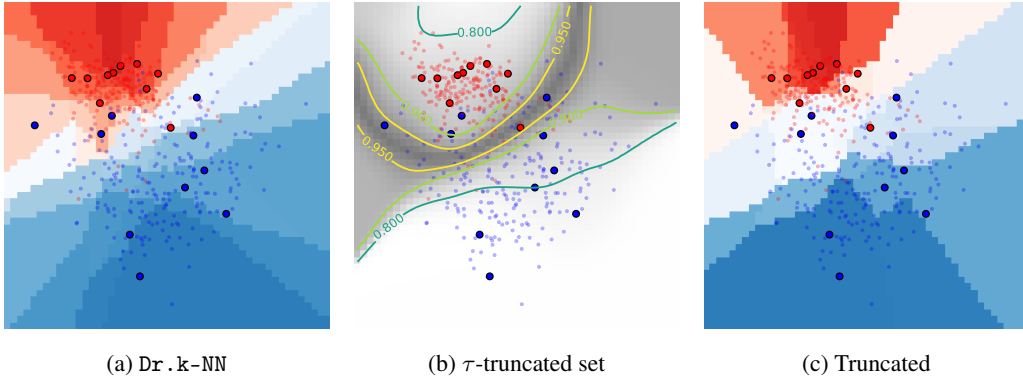 0.800
0.950
0.950
0.800
(a) Dr.k-NN
(b) τ-truncated set
(c) Truncated